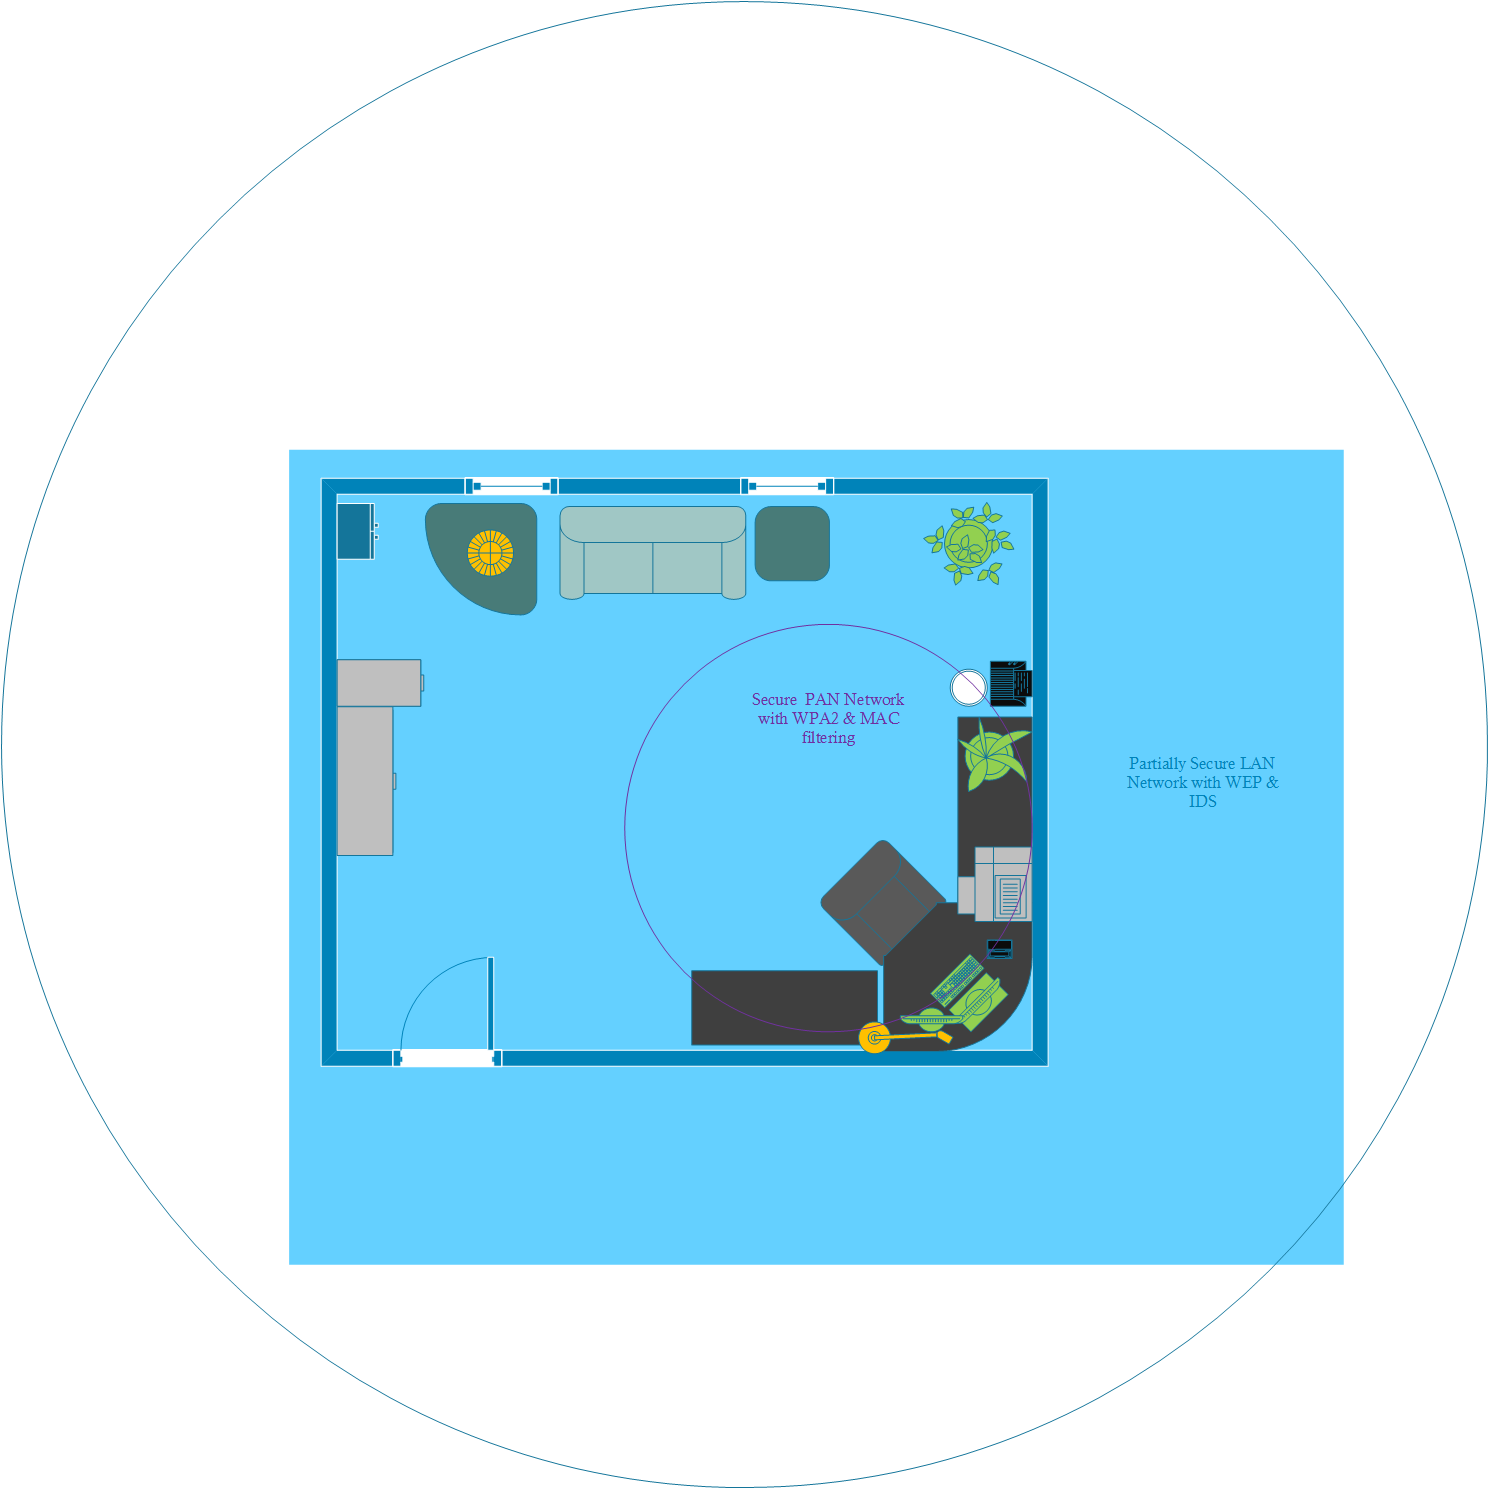 Secure PAN Network
with WPA2 & MAC
filtering
Partially Secure LAN
Network with WEP &
IDS